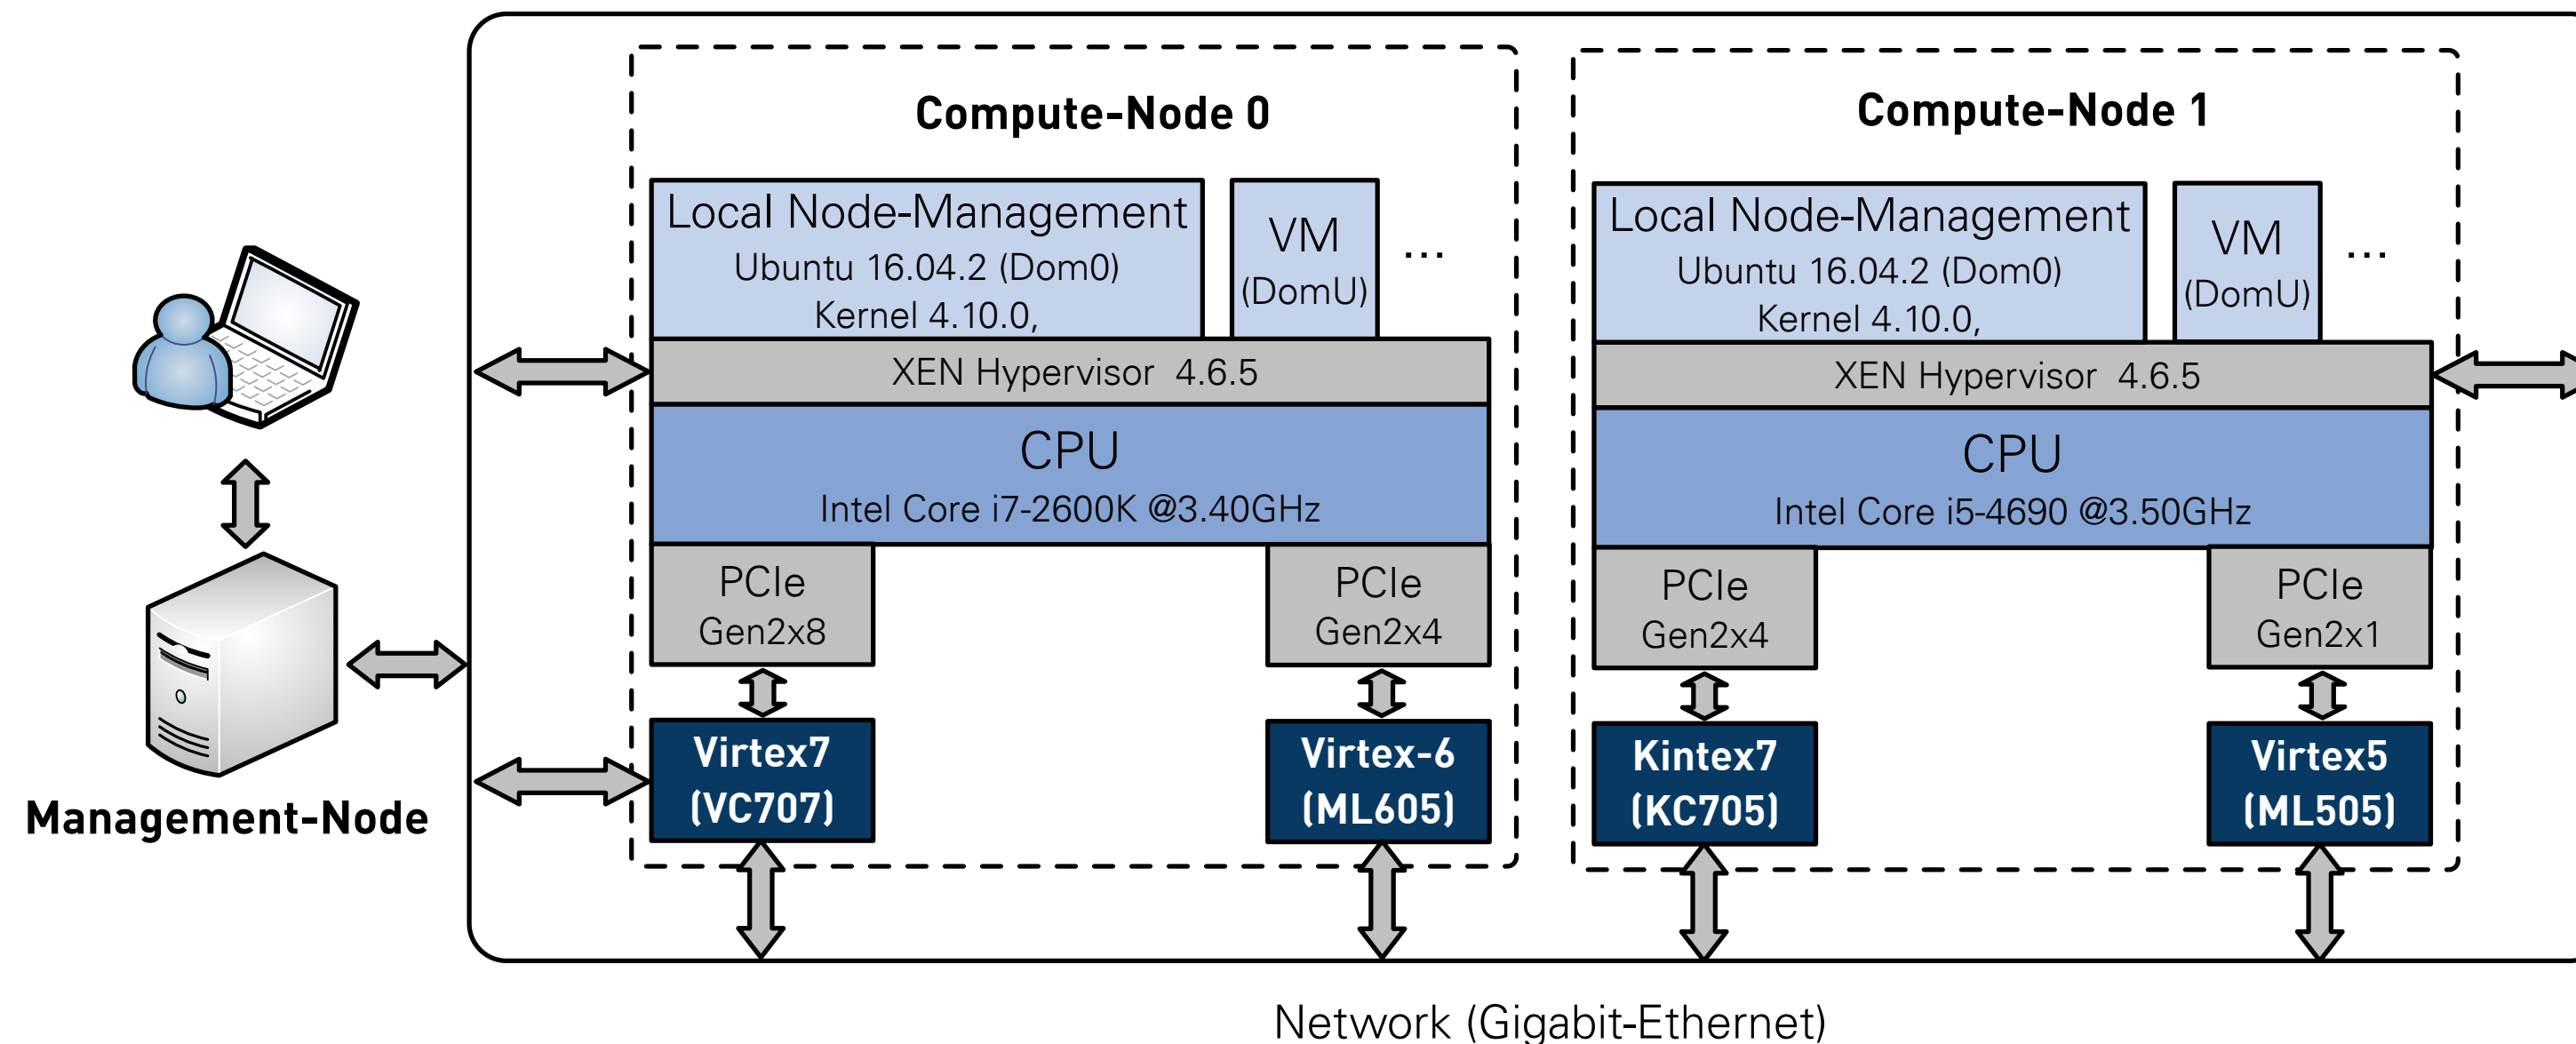 Compute-Node 0
Local Node-Management
Ubuntu 16.04.2 (Dom0)
Kernel 4.10.0,
VM
(DomU)
...
XEN Hypervisor 4.6.5
CPU
Intel Core i7-2600K @3.40GHz
PCIe
Gen2x8
PCIe
Gen2x4
Virtex7
(VC707)
Virtex-6
(ML605)
Compute-Node 1
Local Node-Management
Ubuntu 16.04.2 (Dom0)
Kernel 4.10.0,
VM
(DomU)
...
XEN Hypervisor 4.6.5
CPU
Intel Core i5-4690 @3.50GHz
PCIe
Gen2x4
PCIe
Gen2x1
Kintex7
(KC705)
Virtex5
(ML505)
Management-Node
Network (Gigabit-Ethernet)